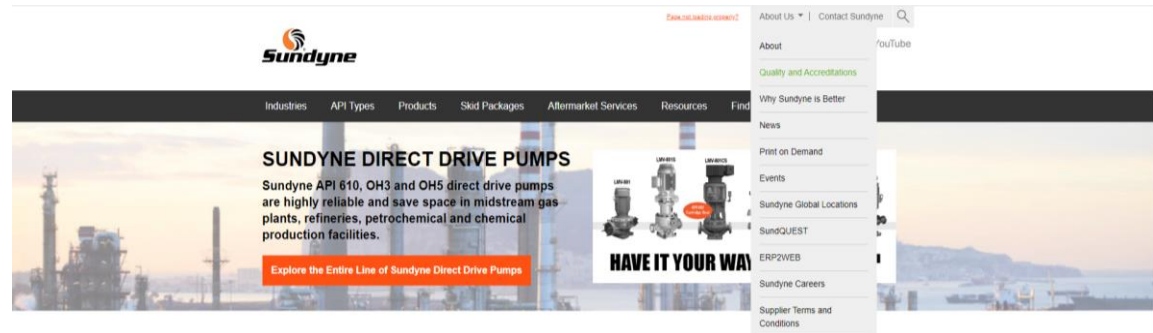 Page not loading properly?
About Us
Contact Sundyne
Sundyne
YouTube
About
Quality and Accreditations
Why Sundyne is Better
News
Print on Demand
Events
Sundyne Global Locations
SundQUEST
ERP2WEB
Sundyne Careers
Supplier Terms and
Conditions
Industries API Types Products Skid Packages Aftermarket Services Resources Find
SUNDYNE DIRECT DRIVE PUMPS
Sundyne API 610, OH3 and OH5 direct drive pumps
are highly reliable and save space in midstream gas
plants, refineries, petrochemical and chemical
production facilities.
Explore the Entire Line of Sundyne Direct Drive Pumps
HAVE IT YOUR WAY